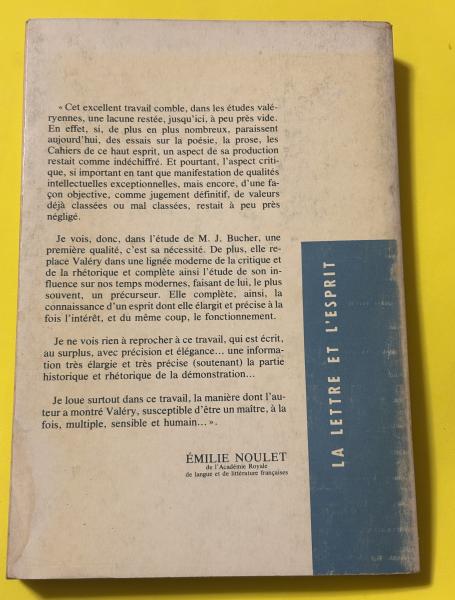 « Cet excellent travail comble, dans les études valé-
ryennes, une lacune restée, jusqu'ici, à peu près vide.
En effet, si, de plus en plus nombreux, paraissent
aujourd'hui, des essais sur la poésie, la prose, les
Cahiers de ce haut esprit, un aspect de sa production
restait comme indéchiffré. Et pourtant, l'aspect criti-
que, si important en tant que manifestation de qualités
intellectuelles exceptionnelles, mais encore, d'une fa-
çon objective, comme jugement définitif, de valeurs
déjà classées ou mal classées, restait à peu près
négligé.
Je vois, donc, dans l'étude de M. J. Bucher, une
première qualité, c'est sa nécessité. De plus, elle re-
place Valéry dans une lignée moderne de la critique et
de la rhétorique et complète ainsi l'étude de son in-
fluence sur nos temps modernes, faisant de lui, le plus
souvent, un précurseur. Elle complète, ainsi, la
connaissance d'un esprit dont elle élargit et précise à la
fois l'intérêt, et du même coup, le fonctionnement.
Je ne vois rien à reprocher à ce travail, qui est écrit,
au surplus, avec précision et élégance... une informa-
tion très élargie et très précise (soutenant) la partie
historique et rhétorique de la démonstration...
Je loue surtout dans ce travail, la manière dont l'au-
teur a montré Valéry, susceptible d'être un maître, à la
fois, multiple, sensible et humain... ».
ÉMILIE NOULET
de l'Académie Royale
de langue et de littérature françaises
LA LETTRE ET L'ESPRIT